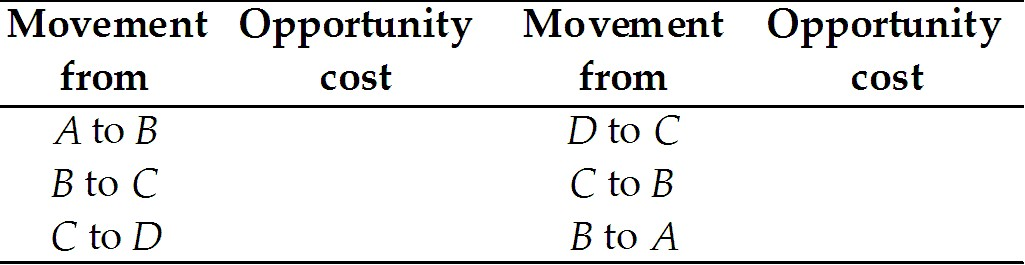 Movement Opportunity Movement Opportunity
from cost from cost
A to B D to C
B to C C to B
C to D B to A